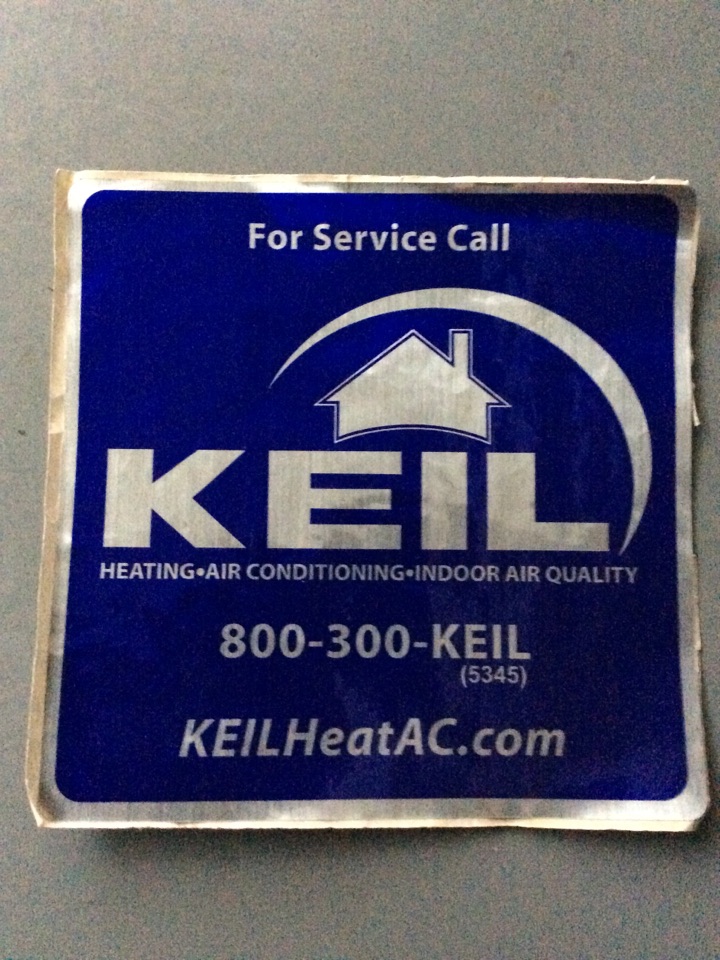 For Service Call
KEIL
HEATING•AIR CONDITIONING•INDOOR AIR QUALITY
800-300-KEIL
(5345)
KEILHeatAC.com